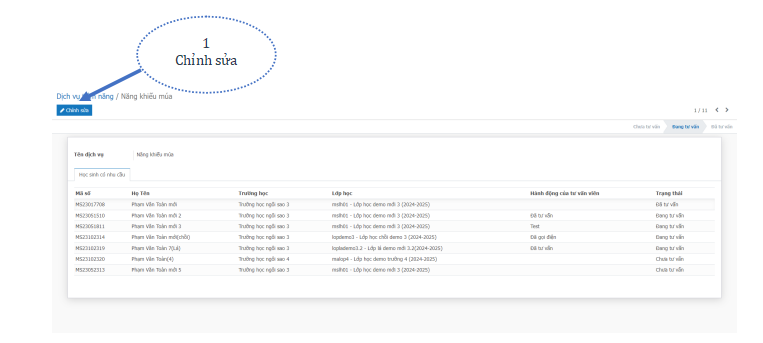 1
Chỉnh sửa
Dịch vụ năng / Năng khiếu múa
Chỉnh sửa
1 / 11
Chưa tư vấn Đang tư vấn Đã tư vấn
Tên dịch vụ Năng khiếu múa
Học sinh có nhu cầu
Mã số Họ Tên Trường học Lớp học Hành động của tư vấn viên Trạng thái
MS23017708 Phạm Văn Toàn mới Trường học ngôi sao 3 mslh01 - Lớp học demo mới 3 (2024-2025) Đã tư vấn
MS23051510 Phạm Văn Toàn mới 2 Trường học ngôi sao 3 mslh01 - Lớp học demo mới 3 (2024-2025) Đã tư vấn Đang tư vấn
MS23051811 Phạm Văn Toàn mới 3 Trường học ngôi sao 3 mslh01 - Lớp học demo mới 3 (2024-2025) Test Đang tư vấn
MS23102314 Phạm Văn Toàn mới(chồi) Trường học ngôi sao 3 lopdemo3 - Lớp học chồi demo 3 (2024-2025) Đã gọi điện Đang tư vấn
MS23102319 Phạm Văn Toàn 7(Lá) Trường học ngôi sao 3 loplademo3.2 - Lớp lá demo mới 3.2(2024-2025) Đã tư vấn Đang tư vấn
MS23102320 Phạm Văn Toàn(4) Trường học ngôi sao 4 malop4 - Lớp học demo trường 4 (2024-2025) Chưa tư vấn
MS23052313 Phạm Văn Toàn mới 5 Trường học ngôi sao 3 mslh01 - Lớp học demo mới 3 (2024-2025) Chưa tư vấn